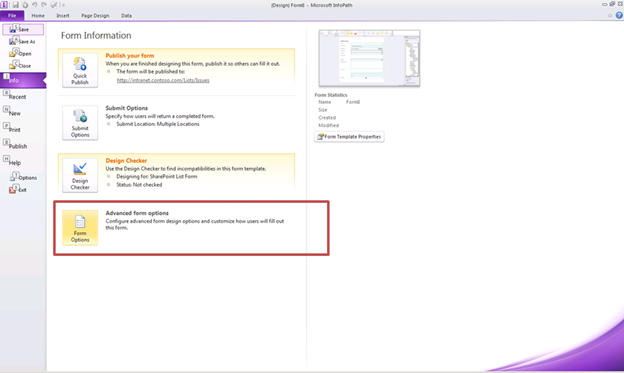 (Design) Form8 - Microsoft InfoPath
File Home Insert Page Design Data
Save
Save As
Open
Close
Info
Recent
New
Print
Publish
Help
Options
Exit
Form Information
Quick
Publish
Publish your form
When you are finished designing this form, publish it so others can fill it out.
The form will be published to:
http://intranet.contoso.com/Lists/Issues
Submit
Options
Submit Options
Specify how users will return a completed form.
Submit Location: Multiple Locations
Design
Checker
Design Checker
Use the Design Checker to find incompatibilities in this form template.
Designing for: SharePoint List Form
Status: Not checked
Form
Options
Advanced form options
Configure advanced form design options and customize how users will fill out
this form.
Form Statistics
Name Form8
Size
Created
Modified
Form Template Properties